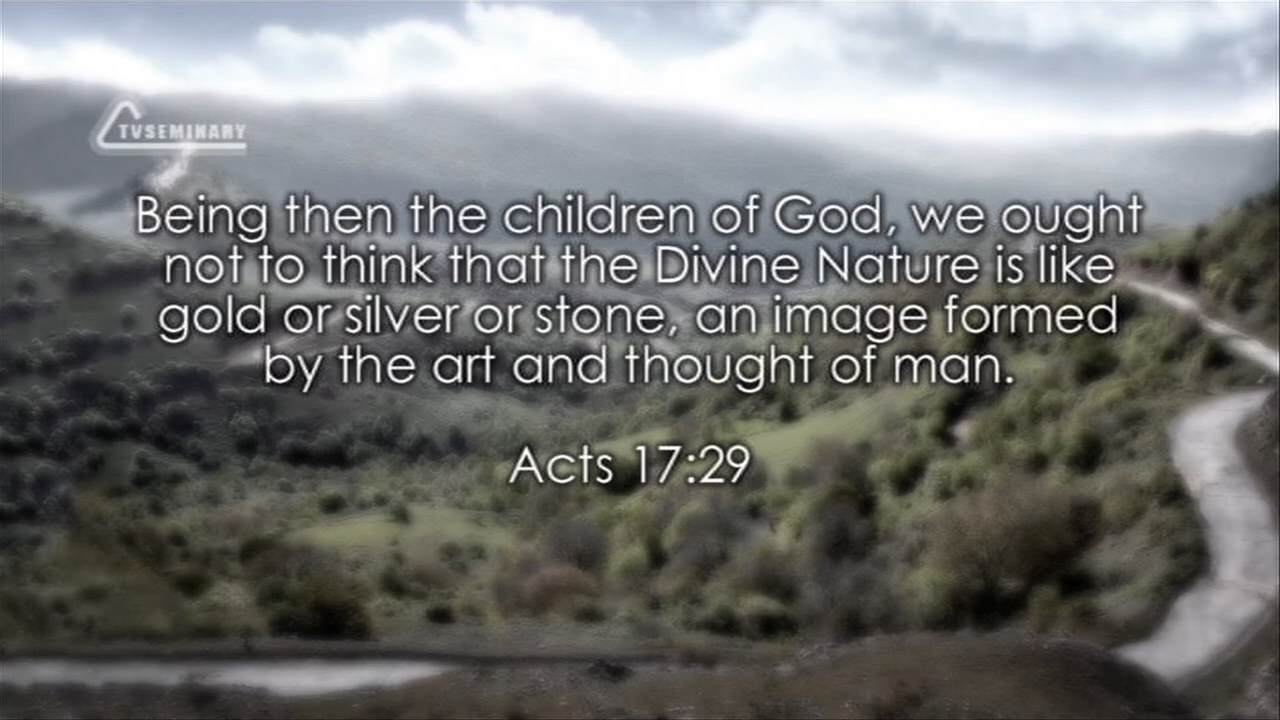 TVSEMINARY
Being then the children of God, we ought
not to think that the Divine Nature is like
gold or silver or stone, an image formed
by the art and thought of man.
Acts 17:29